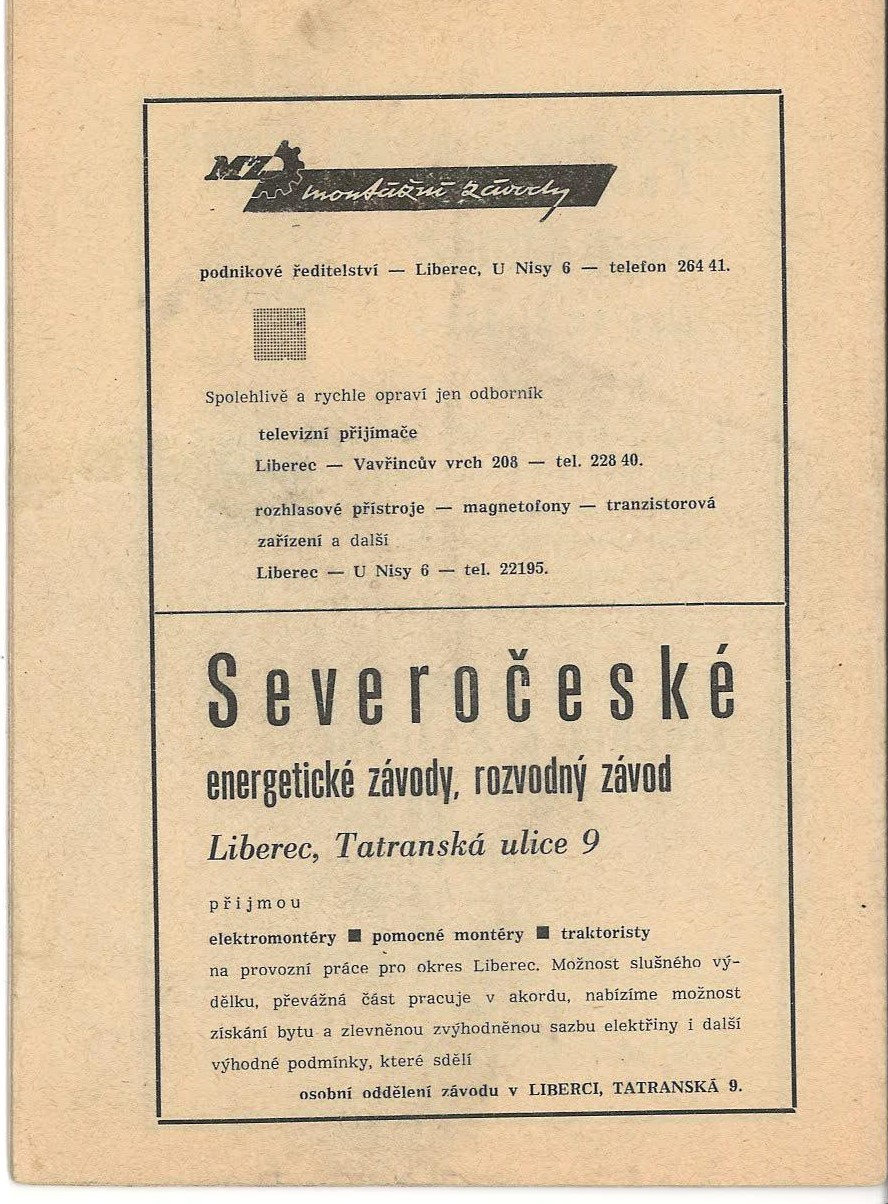 MZ
montážní závody
podnikové ředitelství — Liberec, U Nisy 6 — telefon 264 41.
Spolehlivě a rychle opraví jen odborník
televizní přijímače
Liberec — Vavřincův vrch 208 — tel. 228 40.
rozhlasové přístroje — magnetofony — tranzistorová
zařízení a další
Liberec — U Nisy 6 — tel. 22195.
Severočeské
energetické závody, rozvodný závod
Liberec, Tatranská ulice 9
přijmou
elektromontéry ■ pomocné montéry ■ traktoristy
na provozní práce pro okres Liberec. Možnost slušného vý-
dělku, převážná část pracuje v akordu, nabízíme možnost
získání bytu a zlevněnou zvýhodněnou sazbu elektřiny i další
výhodné podmínky, které sdělí
osobní oddělení závodu v LIBERCI, TATRANSKÁ 9.